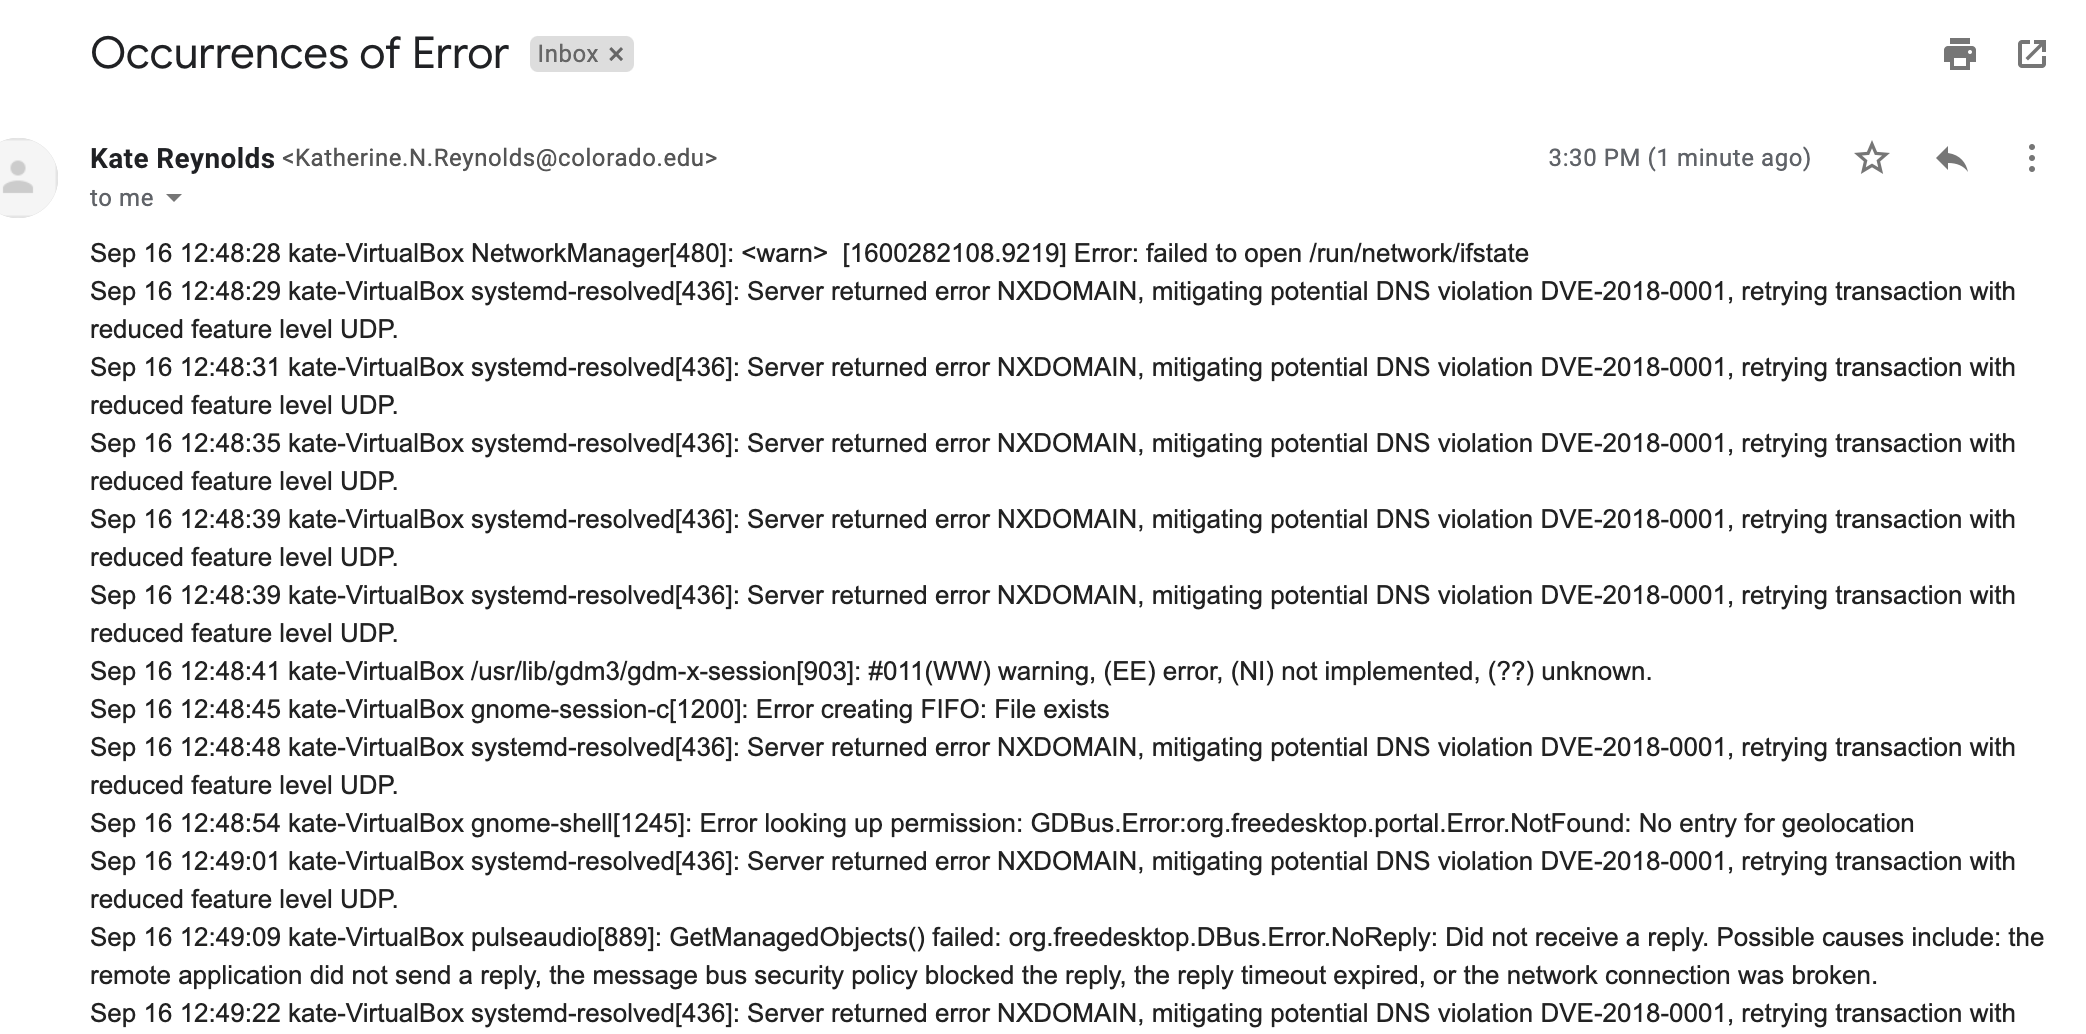 Occurrences of Error Inbox ×
Kate Reynolds <Katherine.N.Reynolds@colorado.edu> 3:30 PM (1 minute ago)
to me
Sep 16 12:48:28 kate-VirtualBox NetworkManager[480]: <warn>  [1600282108.9219] Error: failed to open /run/network/ifstate
Sep 16 12:48:29 kate-VirtualBox systemd-resolved[436]: Server returned error NXDOMAIN, mitigating potential DNS violation DVE-2018-0001, retrying transaction with
reduced feature level UDP.
Sep 16 12:48:31 kate-VirtualBox systemd-resolved[436]: Server returned error NXDOMAIN, mitigating potential DNS violation DVE-2018-0001, retrying transaction with
reduced feature level UDP.
Sep 16 12:48:35 kate-VirtualBox systemd-resolved[436]: Server returned error NXDOMAIN, mitigating potential DNS violation DVE-2018-0001, retrying transaction with
reduced feature level UDP.
Sep 16 12:48:39 kate-VirtualBox systemd-resolved[436]: Server returned error NXDOMAIN, mitigating potential DNS violation DVE-2018-0001, retrying transaction with
reduced feature level UDP.
Sep 16 12:48:39 kate-VirtualBox systemd-resolved[436]: Server returned error NXDOMAIN, mitigating potential DNS violation DVE-2018-0001, retrying transaction with
reduced feature level UDP.
Sep 16 12:48:41 kate-VirtualBox /usr/lib/gdm3/gdm-x-session[903]: #011(WW) warning, (EE) error, (NI) not implemented, (??) unknown.
Sep 16 12:48:45 kate-VirtualBox gnome-session-c[1200]: Error creating FIFO: File exists
Sep 16 12:48:48 kate-VirtualBox systemd-resolved[436]: Server returned error NXDOMAIN, mitigating potential DNS violation DVE-2018-0001, retrying transaction with
reduced feature level UDP.
Sep 16 12:48:54 kate-VirtualBox gnome-shell[1245]: Error looking up permission: GDBus.Error:org.freedesktop.portal.Error.NotFound: No entry for geolocation
Sep 16 12:49:01 kate-VirtualBox systemd-resolved[436]: Server returned error NXDOMAIN, mitigating potential DNS violation DVE-2018-0001, retrying transaction with
reduced feature level UDP.
Sep 16 12:49:09 kate-VirtualBox pulseaudio[889]: GetManagedObjects() failed: org.freedesktop.DBus.Error.NoReply: Did not receive a reply. Possible causes include: the
remote application did not send a reply, the message bus security policy blocked the reply, the reply timeout expired, or the network connection was broken.
Sep 16 12:49:22 kate-VirtualBox systemd-resolved[436]: Server returned error NXDOMAIN, mitigating potential DNS violation DVE-2018-0001, retrying transaction with